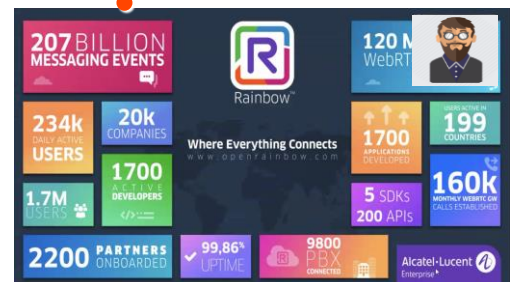 207 BILLION
MESSAGING EVENTS
234k
DAILY ACTIVE
USERS
20k
COMPANIES
1.7M
USERS
1700
ACTIVE
DEVELOPERS
</>
R
Rainbow™
Where Everything Connects
www.openrainbow.com
120 M
WebRT
1700
APPLICATIONS
DEVELOPED
USERS ACTIVE IN
199
COUNTRIES
5 SDKs
200 APIs
160k
MONTHLY WEBRTC GW
CALLS ESTABLISHED
2200 PARTNERS
ONBOARDED
99,86%
UPTIME
R
9800
PBX
CONNECTED
Alcatel·Lucent
Enterprise